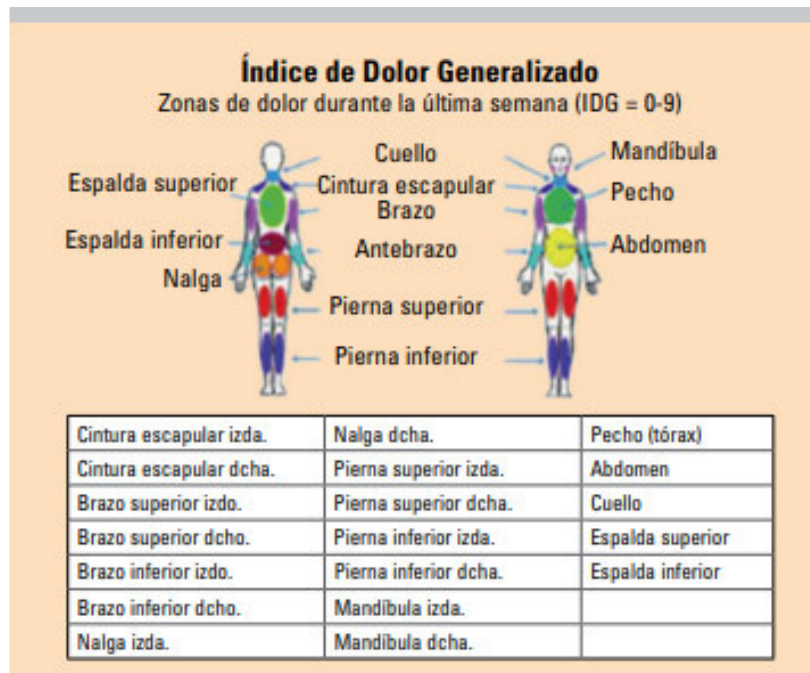 Índice de Dolor Generalizado
Zonas de dolor durante la última semana (IDG = 0-9)
Cuello
Mandíbula
Espalda superior
Cintura escapular
Pecho
Brazo
Espalda inferior
Antebrazo
Abdomen
Nalga
Pierna superior
Pierna inferior
Cintura escapular izda. Nalga dcha. Pecho (tórax)
Cintura escapular dcha. Pierna superior izda. Abdomen
Brazo superior izdo. Pierna superior dcha. Cuello
Brazo superior dcho. Pierna inferior izda. Espalda superior
Brazo inferior izdo. Pierna inferior dcha. Espalda inferior
Brazo inferior dcho. Mandíbula izda.
Nalga izda. Mandíbula dcha.